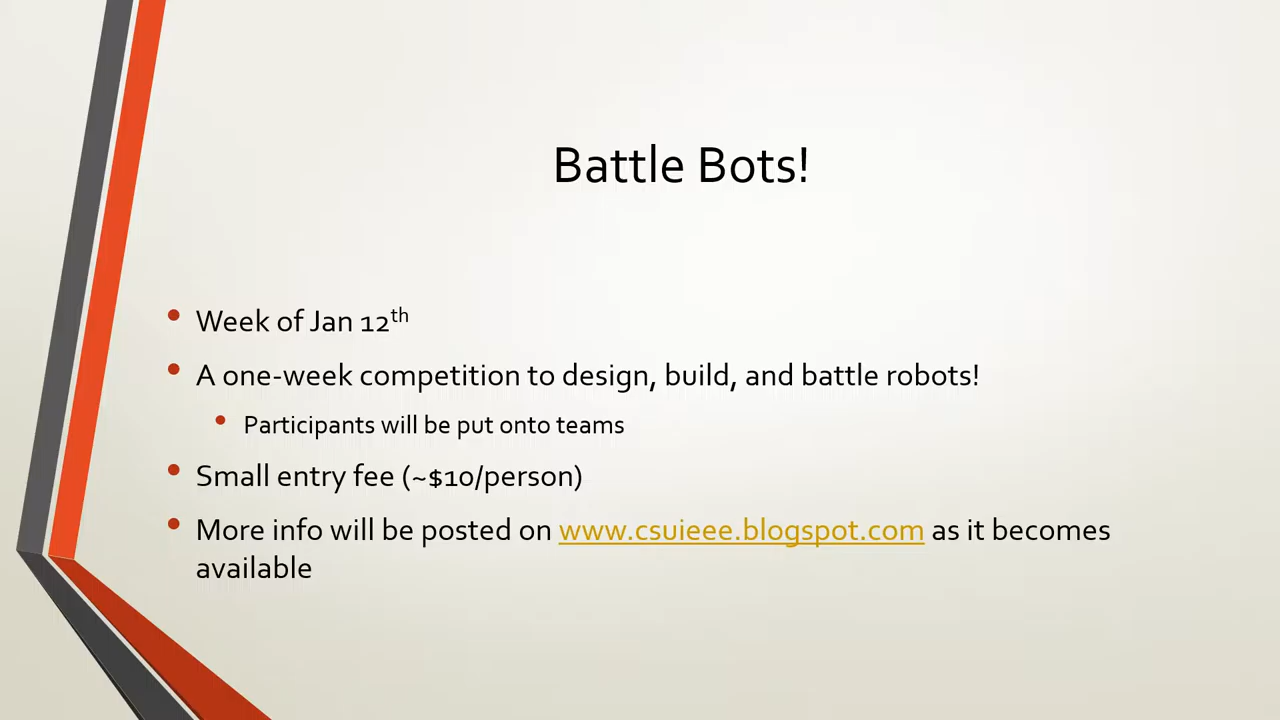 Battle Bots!
Week of Jan 12th
A one-week competition to design, build, and battle robots!
Participants will be put onto teams
Small entry fee (~$10/person)
More info will be posted on www.csuieee.blogspot.com as it becomes
available